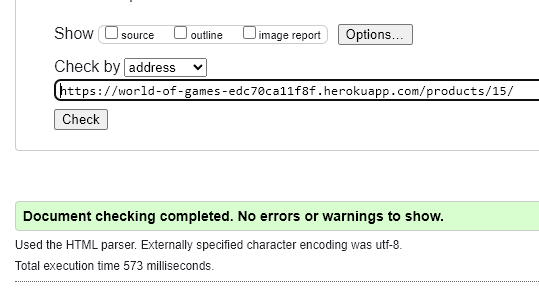 Show source outline image report Options...
Check by address
https://world-of-games-edc70ca11f8f.herokuapp.com/products/15/
Check
Document checking completed. No errors or warnings to show.
Used the HTML parser. Externally specified character encoding was utf-8.
Total execution time 573 milliseconds.